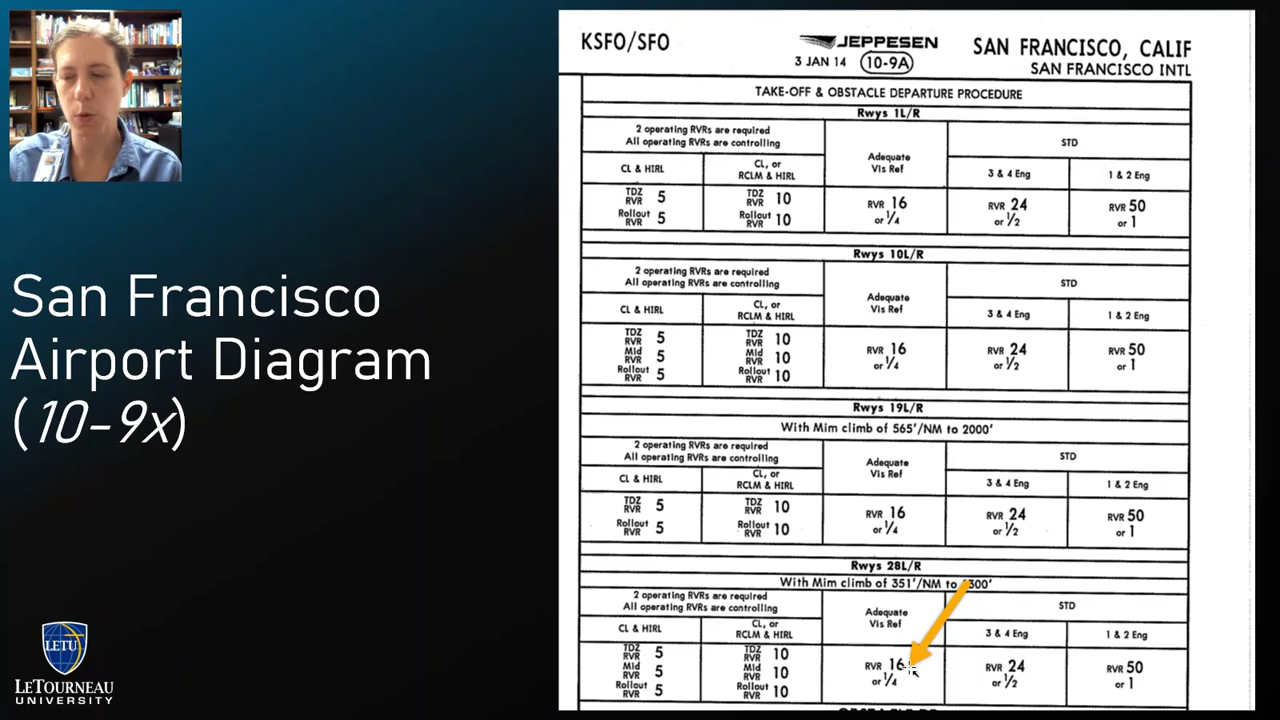 San Francisco
Airport Diagram
(10-9x)
LETU
LETOURNEAU
UNIVERSITY
KSFO/SFO
JEPPESEN
SAN FRANCISCO, CALIF
3 JAN 14
10-9A
SAN FRANCISCO INTL
TAKE-OFF & OBSTACLE DEPARTURE PROCEDURE
Rwys 1L/R
2 operating RVRs are required
All operating RVRs are controlling
Adequate
Vis Ref
STD
CL & HIRL
CL, or
RCLM & HIRL
3 & 4 Eng
1 & 2 Eng
TDZ
RVR 5
Rollout
RVR 5
TDZ
RVR 10
Rollout
RVR 10
RVR 16
or 1/4
RVR 24
or 1/2
RVR 50
or 1
Rwys 10L/R
2 operating RVRs are required
All operating RVRs are controlling
Adequate
Vis Ref
STD
CL & HIRL
CL, or
RCLM & HIRL
3 & 4 Eng
1 & 2 Eng
TDZ
RVR 5
Mid
RVR 5
Rollout
RVR 5
TDZ
RVR 10
Mid
RVR 10
Rollout
RVR 10
RVR 16
or 1/4
RVR 24
or 1/2
RVR 50
or 1
Rwys 19L/R
With Mim climb of 565'/NM to 2000'
2 operating RVRs are required
All operating RVRs are controlling
Adequate
Vis Ref
STD
CL & HIRL
CL, or
RCLM & HIRL
3 & 4 Eng
1 & 2 Eng
TDZ
RVR 5
Rollout
RVR 5
TDZ
RVR 10
Rollout
RVR 10
RVR 16
or 1/4
RVR 24
or 1/2
RVR 50
or 1
Rwys 28L/R
With Mim climb of 351'/NM to
2 operating RVRs are required
All operating RVRs are controlling
Adequate
Vis Ref
STD
CL & HIRL
CL, or
RCLM & HIRL
3 & 4 Eng
1 & 2 Eng
TDZ
RVR 5
Mid
RVR 5
Rollout
RVR 5
TDZ
RVR 10
Mid
RVR 10
Rollout
RVR 10
RVR 16
or 1/4
RVR 24
or 1/2
RVR 50
or 1